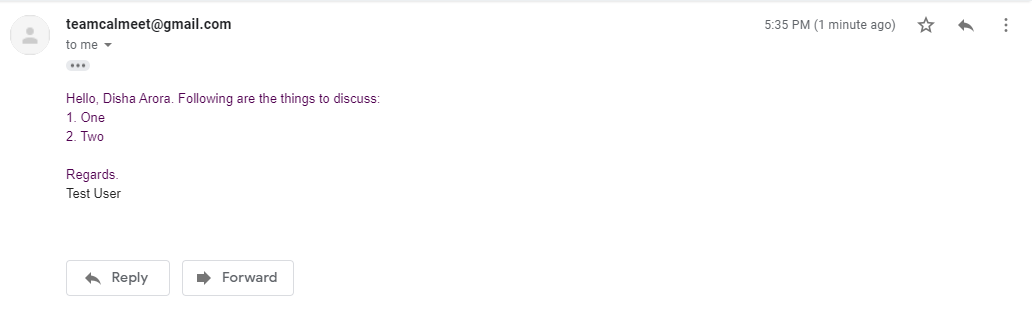 teamcalmeet@gmail.com 5:35 PM (1 minute ago)
to me
Hello, Disha Arora. Following are the things to discuss:
1. One
2. Two
Regards.
Test User
Reply Forward